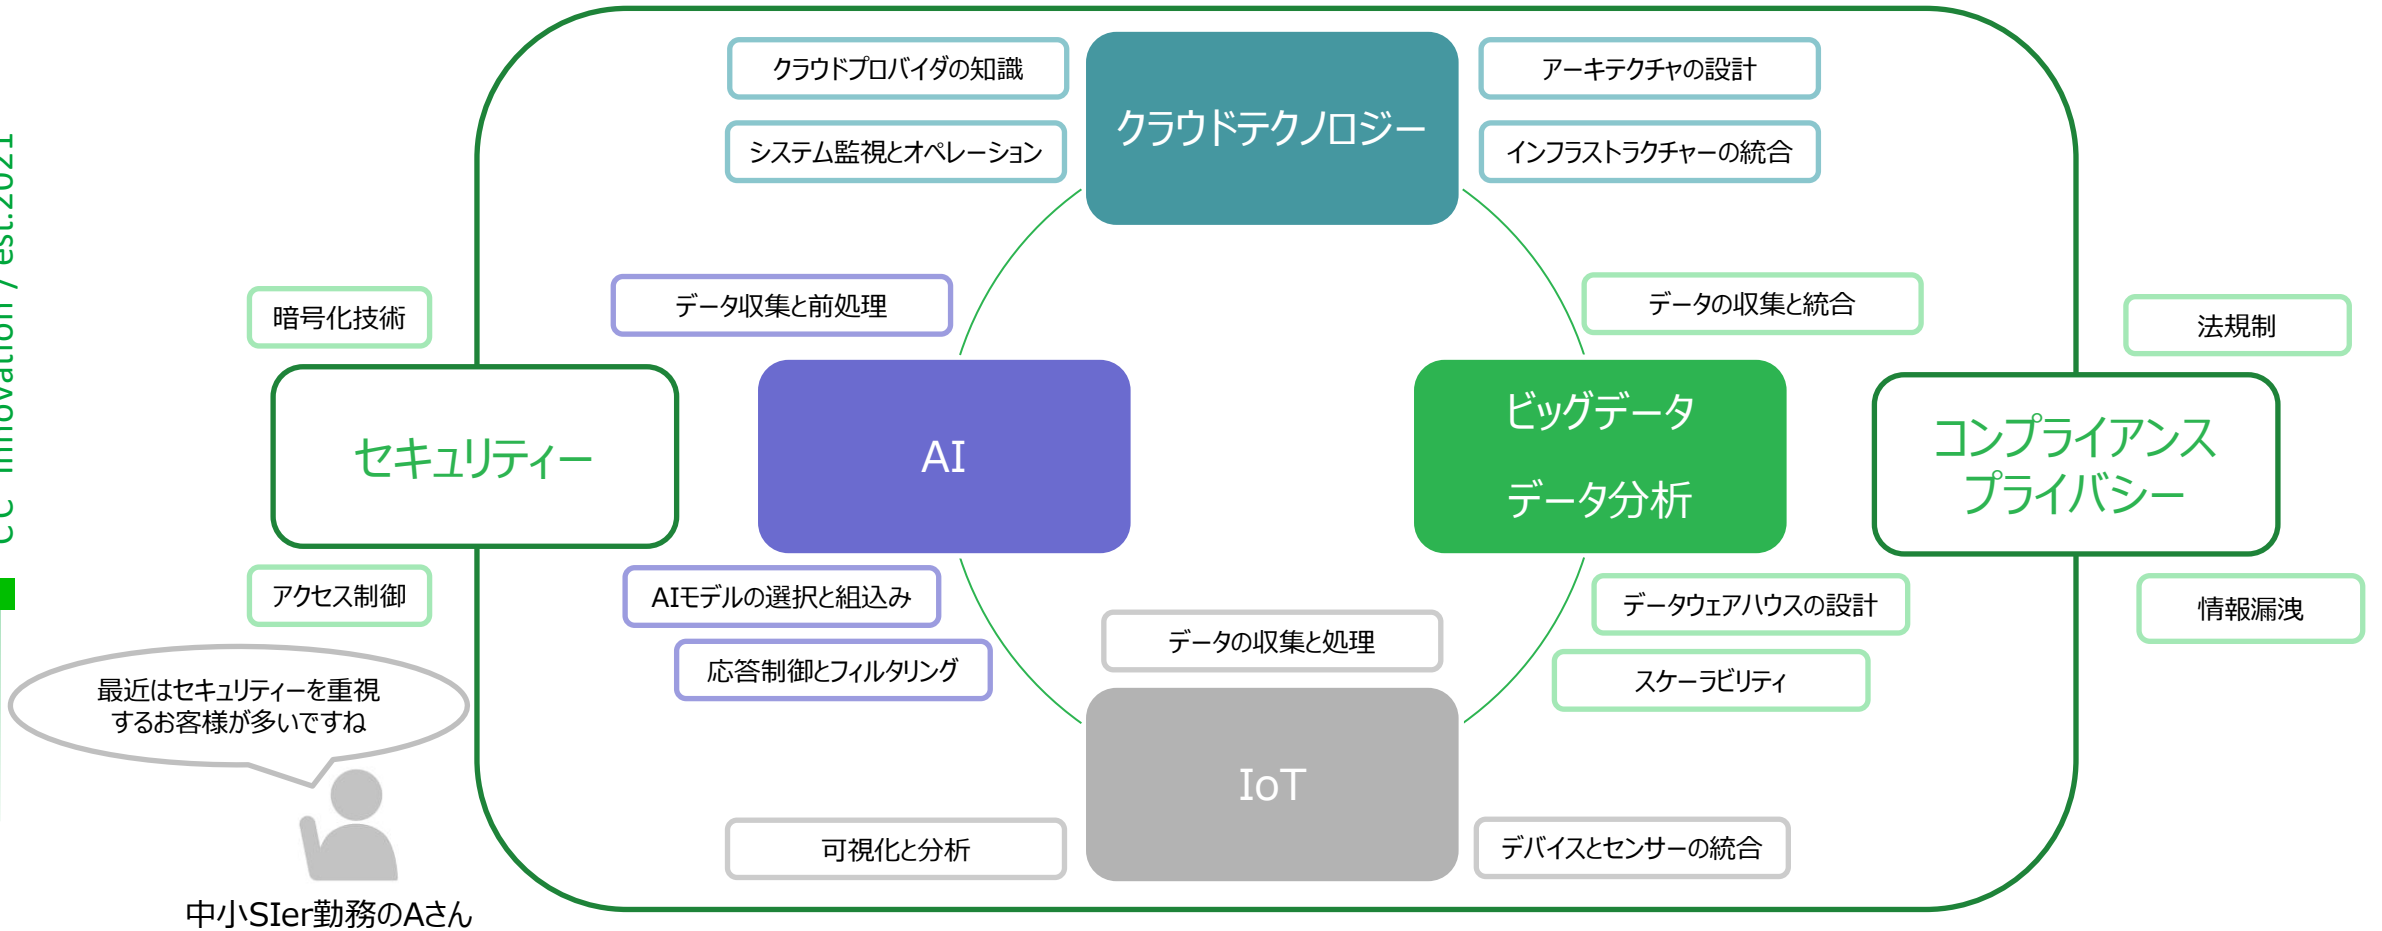 クラウドプロバイダの知識
システム監視とオペレーション
クラウドテクノロジー
アーキテクチャの設計
インフラストラクチャーの統合
暗号化技術
セキュリティー
アクセス制御
データ収集と前処理
AI
AIモデルの選択と組込み
応答制御とフィルタリング
データの収集と統合
ビッグデータ
データ分析
データウェアハウスの設計
スケーラビリティ
法規制
コンプライアンス
プライバシー
情報漏洩
データの収集と処理
IoT
可視化と分析
デバイスとセンサーの統合
最近はセキュリティーを重視
するお客様が多いですね
中小SIer勤務のAさん
CC Innovation / est.2021